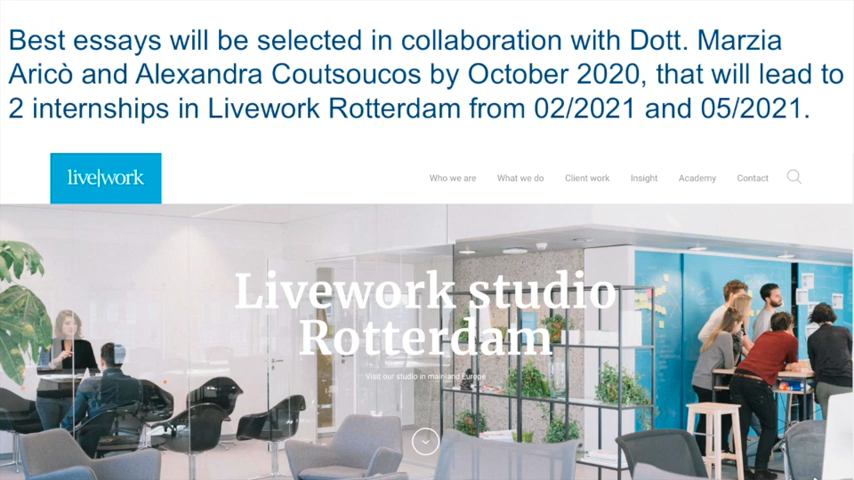 Best essays will be selected in collaboration with Dott. Marzia
Aricò and Alexandra Coutsoucos by October 2020, that will lead to
2 internships in Livework Rotterdam from 02/2021 and 05/2021.
live|work
Who we are What we do Client work Insight Academy Contact
Livework studio
Rotterdam
Visit our studio in mainland Europe